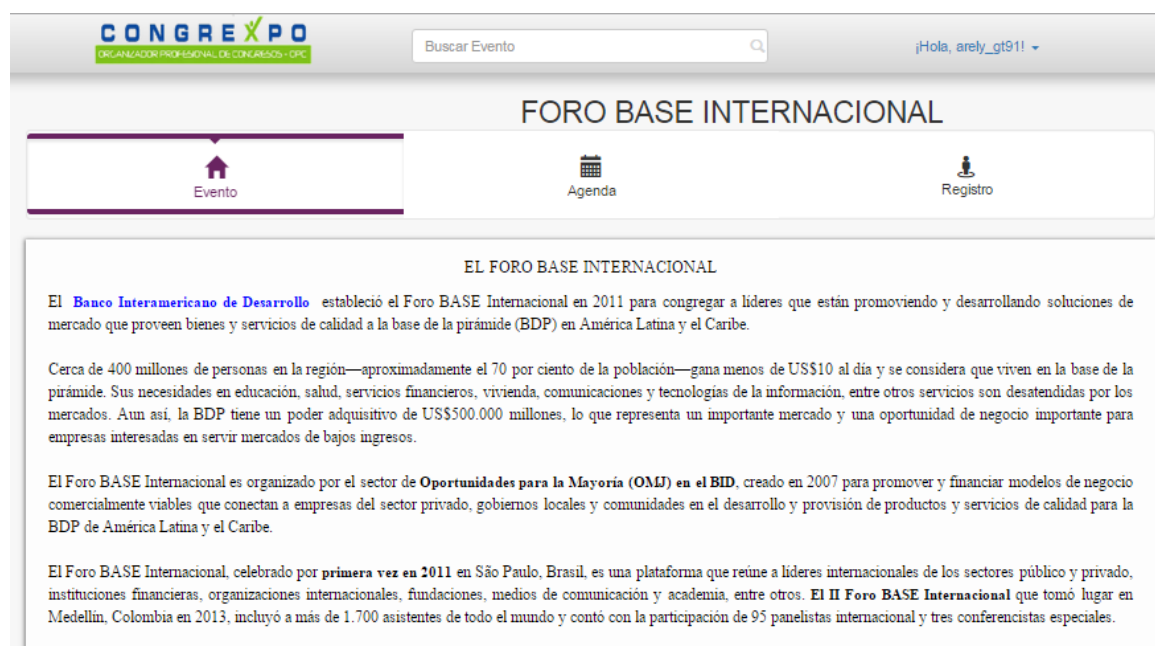 CONGREXPO
ORGANIZADOR PROFESIONAL DE CONGRESOS - OPC
Buscar Evento
¡Hola, arely_gt91!
FORO BASE INTERNACIONAL
Evento
Agenda
Registro
EL FORO BASE INTERNACIONAL
El Banco Interamericano de Desarrollo estableció el Foro BASE Internacional en 2011 para congregar a líderes que están promoviendo y desarrollando soluciones de
mercado que proveen bienes y servicios de calidad a la base de la pirámide (BDP) en América Latina y el Caribe.
Cerca de 400 millones de personas en la región—aproximadamente el 70 por ciento de la población—gana menos de US$10 al día y se considera que viven en la base de la
pirámide. Sus necesidades en educación, salud, servicios financieros, vivienda, comunicaciones y tecnologías de la información, entre otros servicios son desatendidas por los
mercados. Aun así, la BDP tiene un poder adquisitivo de US$500.000 millones, lo que representa un importante mercado y una oportunidad de negocio importante para
empresas interesadas en servir mercados de bajos ingresos.
El Foro BASE Internacional es organizado por el sector de Oportunidades para la Mayoría (OMJ) en el BID, creado en 2007 para promover y financiar modelos de negocio
comercialmente viables que conectan a empresas del sector privado, gobiernos locales y comunidades en el desarrollo y provisión de productos y servicios de calidad para la
BDP de América Latina y el Caribe.
El Foro BASE Internacional, celebrado por primera vez en 2011 en São Paulo, Brasil, es una plataforma que reúne a líderes internacionales de los sectores público y privado,
instituciones financieras, organizaciones internacionales, fundaciones, medios de comunicación y academia, entre otros. El II Foro BASE Internacional que tomó lugar en
Medellín, Colombia en 2013, incluyó a más de 1.700 asistentes de todo el mundo y contó con la participación de 95 panelistas internacional y tres conferencistas especiales.